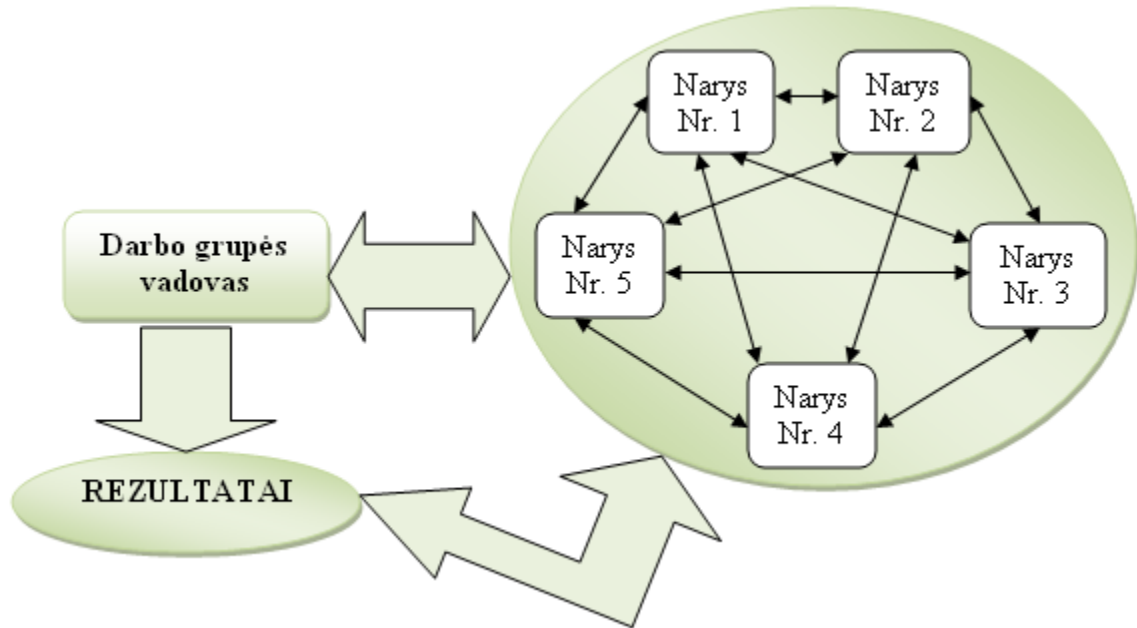 Narys
Nr. 1
Narys
Nr. 2
Darbo grupės
vadovas
Narys
Nr. 5
Narys
Nr. 3
Narys
Nr. 4
REZULTATAI